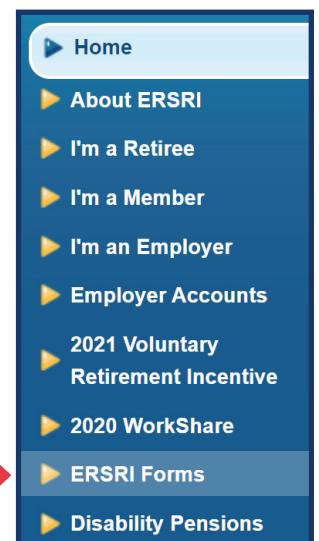 Home
About ERSRI
I'm a Retiree
I'm a Member
I'm an Employer
Employer Accounts
2021 Voluntary
Retirement Incentive
2020 WorkShare
ERSRI Forms
Disability Pensions